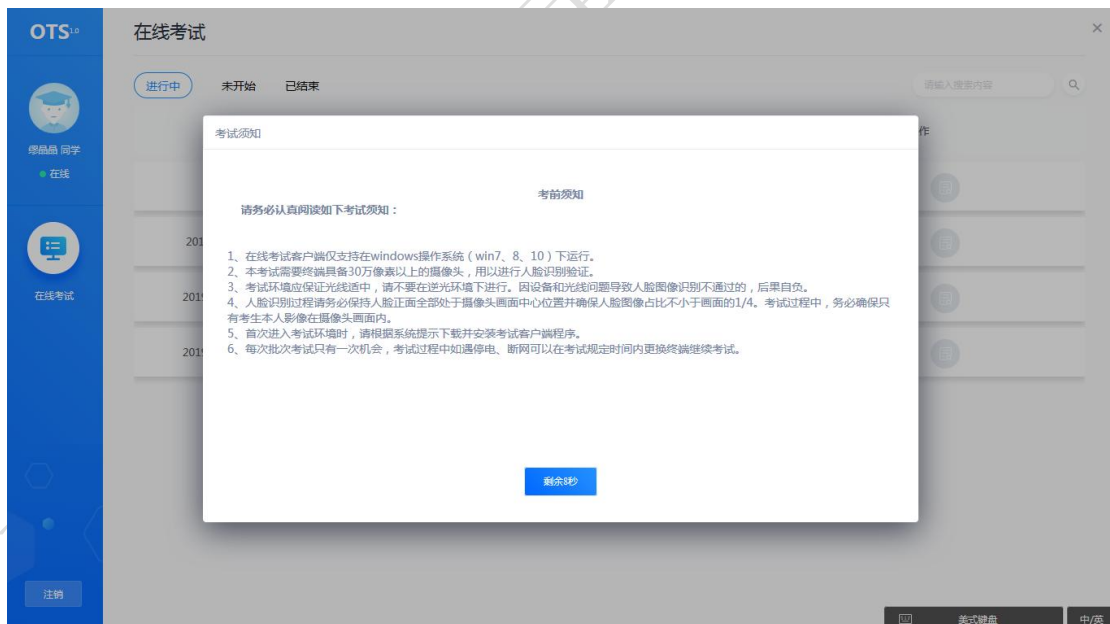 OTS1.0
在线考试
×
进行中
未开始
已结束
请输入搜索内容
考试须知
作
缪晶晶 同学
在线
考前须知
请务必认真阅读如下考试须知：
201
1、在线考试客户端仅支持在windows操作系统（win7、8、10）下运行。
2、本考试需要终端具备30万像素以上的摄像头，用以进行人脸识别验证。
3、考试环境应保证光线适中，请不要在逆光环境下进行。因设备和光线问题导致人脸图像识别不通过的，后果自负。
在线考试
201
4、人脸识别过程请务必保持人脸正面全部处于摄像头画面中心位置并确保人脸图像占比不小于画面的1/4。考试过程中，务必确保只
有考生本人影像在摄像头画面内。
5、首次进入考试环境时，请根据系统提示下载并安装考试客户端程序。
201
6、每次批次考试只有一次机会，考试过程中如遇停电、断网可以在考试规定时间内更换终端继续考试。
剩余8秒
注销
美式键盘
中/英